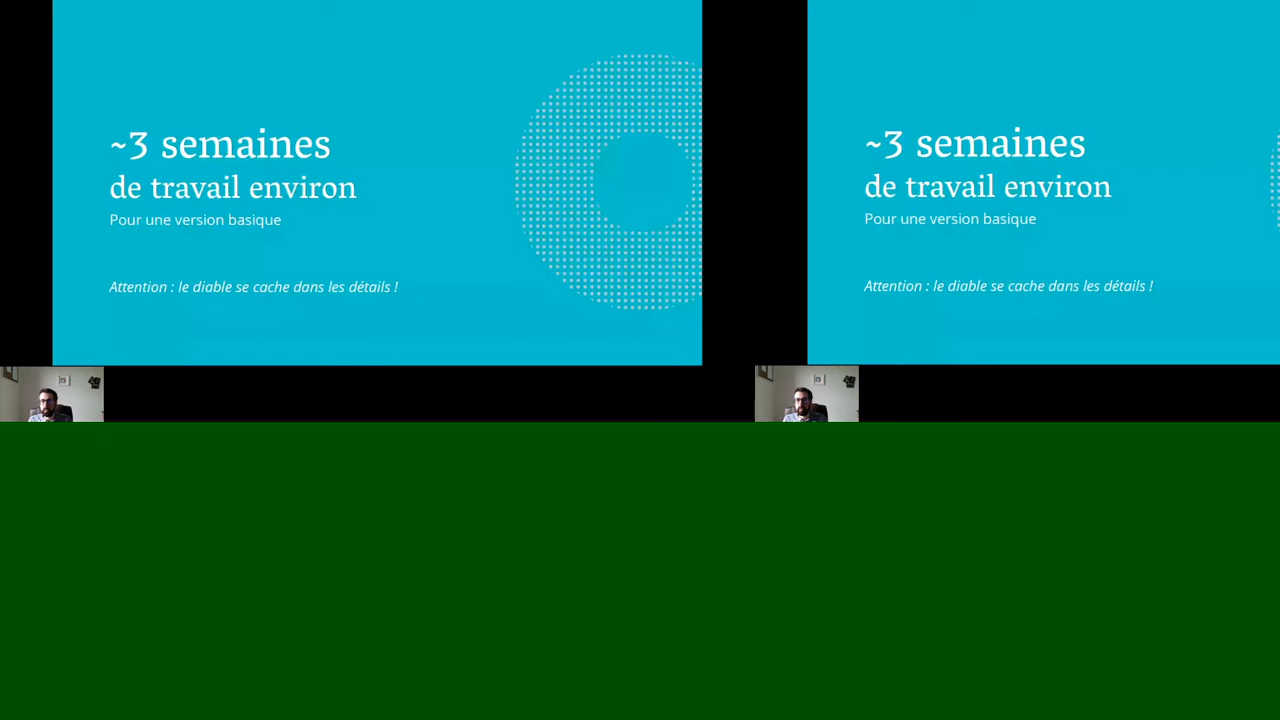 ~3 semaines
de travail environ
Pour une version basique
Attention : le diable se cache dans les détails !
~3 semaines
de travail environ
Pour une version basique
Attention : le diable se cache dans les détails !